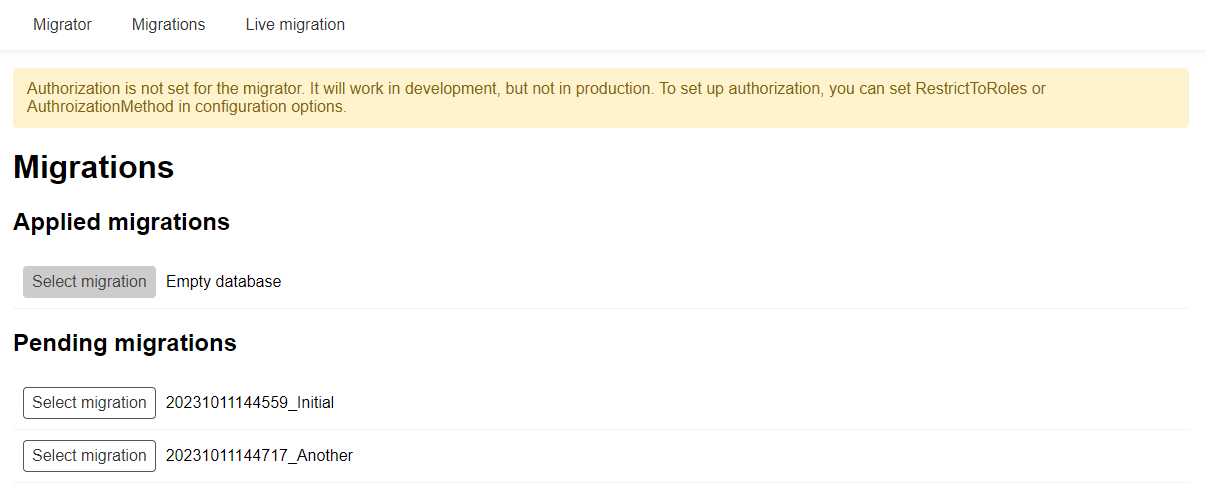 Migrator Migrations Live migration
Authorization is not set for the migrator. It will work in development, but not in production. To set up authorization, you can set RestrictToRoles or
AuthroizationMethod in configuration options.
Migrations
Applied migrations
Select migration Empty database
Pending migrations
Select migration 20231011144559_Initial
Select migration 20231011144717_Another